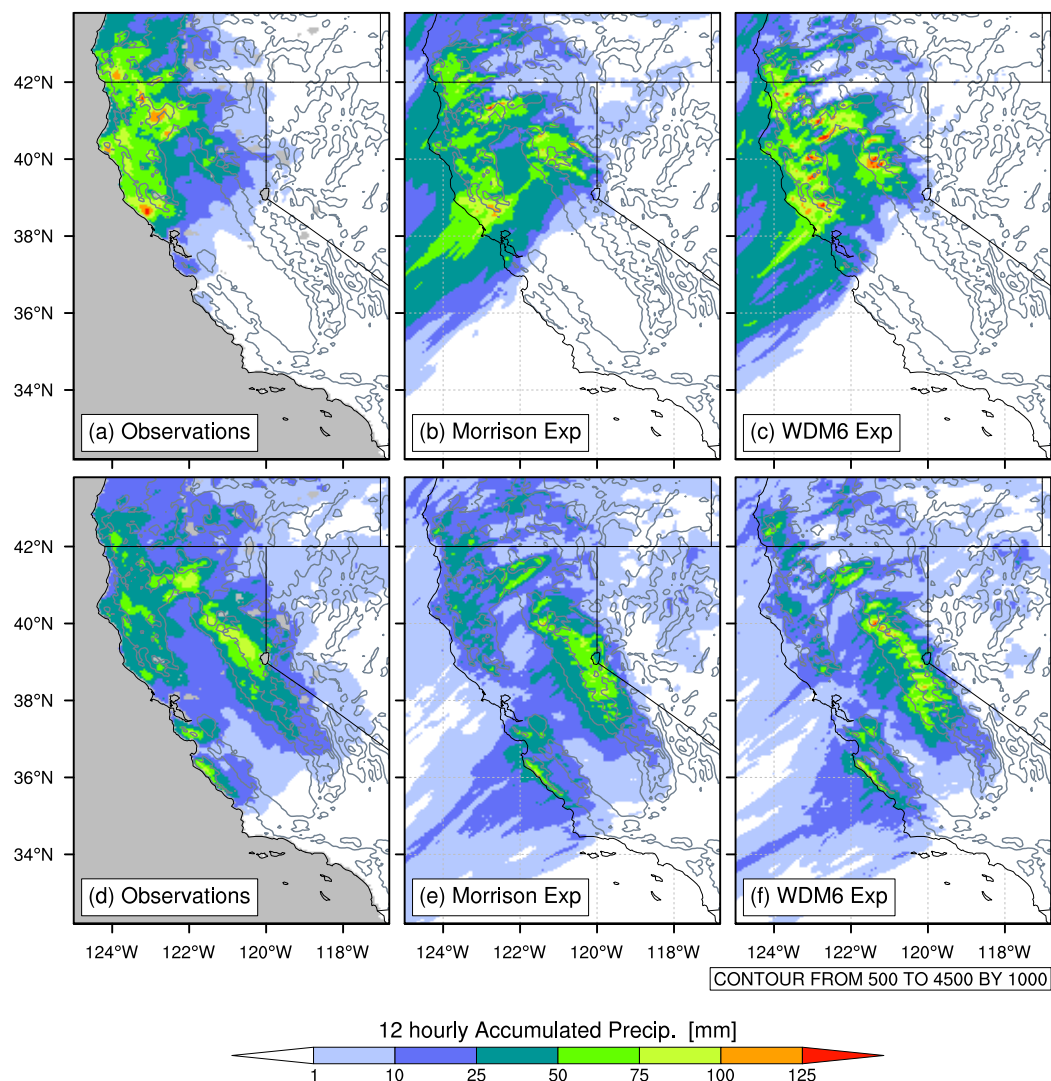 42°N
40°N
38°N
36°N
34°N
(a) Observations
(b) Morrison Exp
(c) WDM6 Exp
42°N
40°N
38°N
36°N
34°N
(d) Observations
(e) Morrison Exp
(f) WDM6 Exp
124°W 122°W 120°W 118°W 124°W 122°W 120°W 118°W 124°W 122°W 120°W 118°W
CONTOUR FROM 500 TO 4500 BY 1000
12 hourly Accumulated Precip. [mm]
1 10 25 50 75 100 125